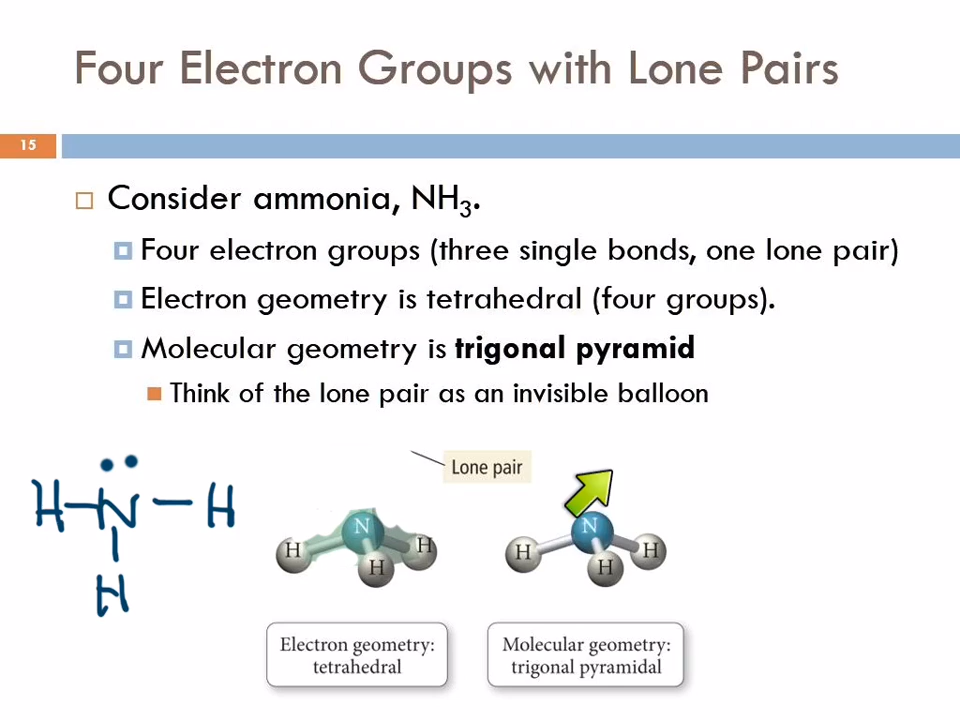 Four Electron Groups with Lone Pairs
15
Consider ammonia, NH₃.
Four electron groups (three single bonds, one lone pair)
Electron geometry is tetrahedral (four groups).
Molecular geometry is trigonal pyramid
Think of the lone pair as an invisible balloon
Lone pair
H N H
H
N
H H H
N
H H H
Electron geometry:
tetrahedral
Molecular geometry:
trigonal pyramidal